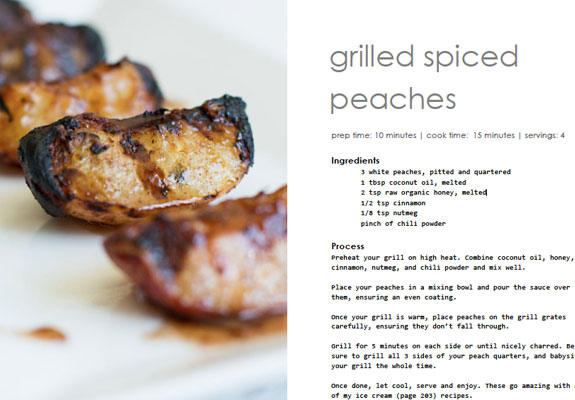 grilled spiced
peaches
prep time: 10 minutes | cook time: 15 minutes | servings: 4
Ingredients
3 white peaches, pitted and quartered
1 tbsp coconut oil, melted
2 tsp raw organic honey, melted
1/2 tsp cinnamon
1/8 tsp nutmeg
pinch of chili powder
Process
Preheat your grill on high heat. Combine coconut oil, honey,
cinnamon, nutmeg, and chili powder and mix well.
Place your peaches in a mixing bowl and pour the sauce over
them, ensuring an even coating.
Once your grill is warm, place peaches on the grill grates
carefully, ensuring they don't fall through.
Grill for 5 minutes on each side or until nicely charred. Be
sure to grill all 3 sides of your peach quarters, and babysi
your grill the whole time.
Once done, let cool, serve and enjoy. These go amazing with
of my ice cream (page 203) recipes.